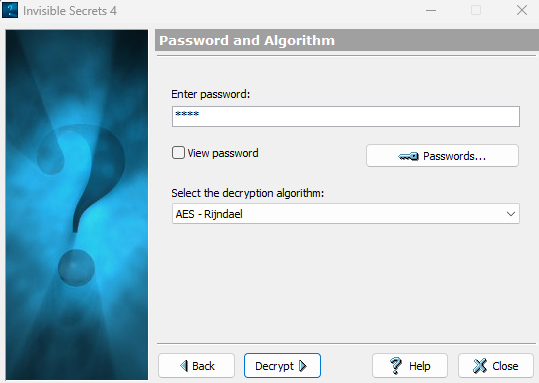 Invisible Secrets 4
Password and Algorithm
Enter password:
****
View password
Passwords...
Select the decryption algorithm:
AES - Rijndael
Back
Decrypt
Help
Close